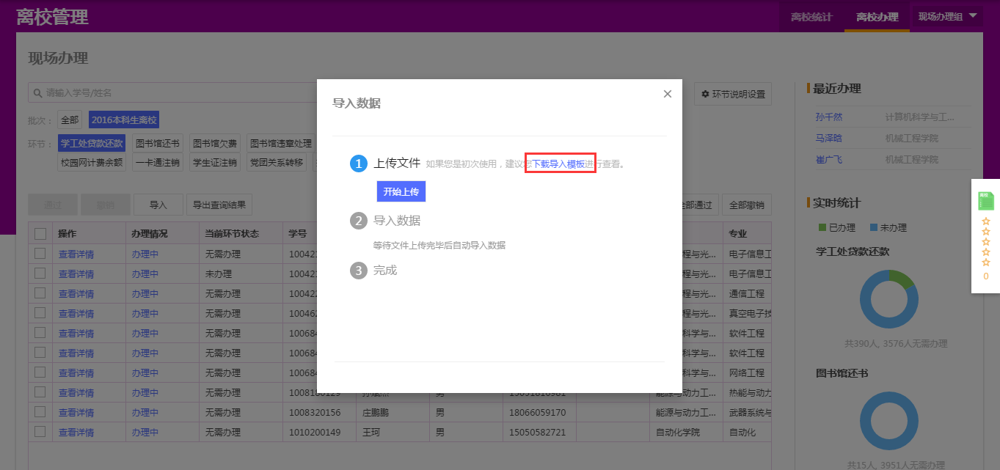 离校管理
离校统计
离校办理
现场办理组
现场办理
请输入学号/姓名
环节说明设置
批次：
全部
2016本科生离校
环节：
学工处贷款还款
图书馆还书
图书馆欠费
图书馆违章处理
校园网计费余额
一卡通注销
学生证注销
党团关系转移
通过
撤销
导入
导出查询结果
全部通过
全部撤销
操作 办理情况 当前环节状态 学号 专业
查看详情 办理中 无需办理 10042 程与光... 电子信息工
查看详情 办理中 未办理 10042 程与光... 电子信息工
查看详情 办理中 无需办理 10042 程与光... 通信工程
查看详情 办理中 无需办理 10046 程与光... 真空电子技
查看详情 办理中 无需办理 10068 科学与... 软件工程
查看详情 办理中 无需办理 10068 科学与... 软件工程
查看详情 办理中 无需办理 10068 科学与... 网络工程
查看详情 办理中 无需办理 男 能源与动力工... 热能与动力
查看详情 办理中 无需办理 1008320156 庄鹏鹏 男 18066059170 能源与动力工... 武器系统与
查看详情 办理中 无需办理 1010200149 王珂 男 15050582721 自动化学院 自动化
导入数据
×
1 上传文件 如果您是初次使用，建议您下载导入模板进行查看。
开始上传
2 导入数据
等待文件上传完毕后自动导入数据
3 完成
最近办理
孙千然 计算机科学与工...
马泽晗 机械工程学院
崔广飞 机械工程学院
实时统计
已办理 未办理
学工处贷款还款
共390人, 3576人无需办理
图书馆还书
共15人, 3951人无需办理
离校
0